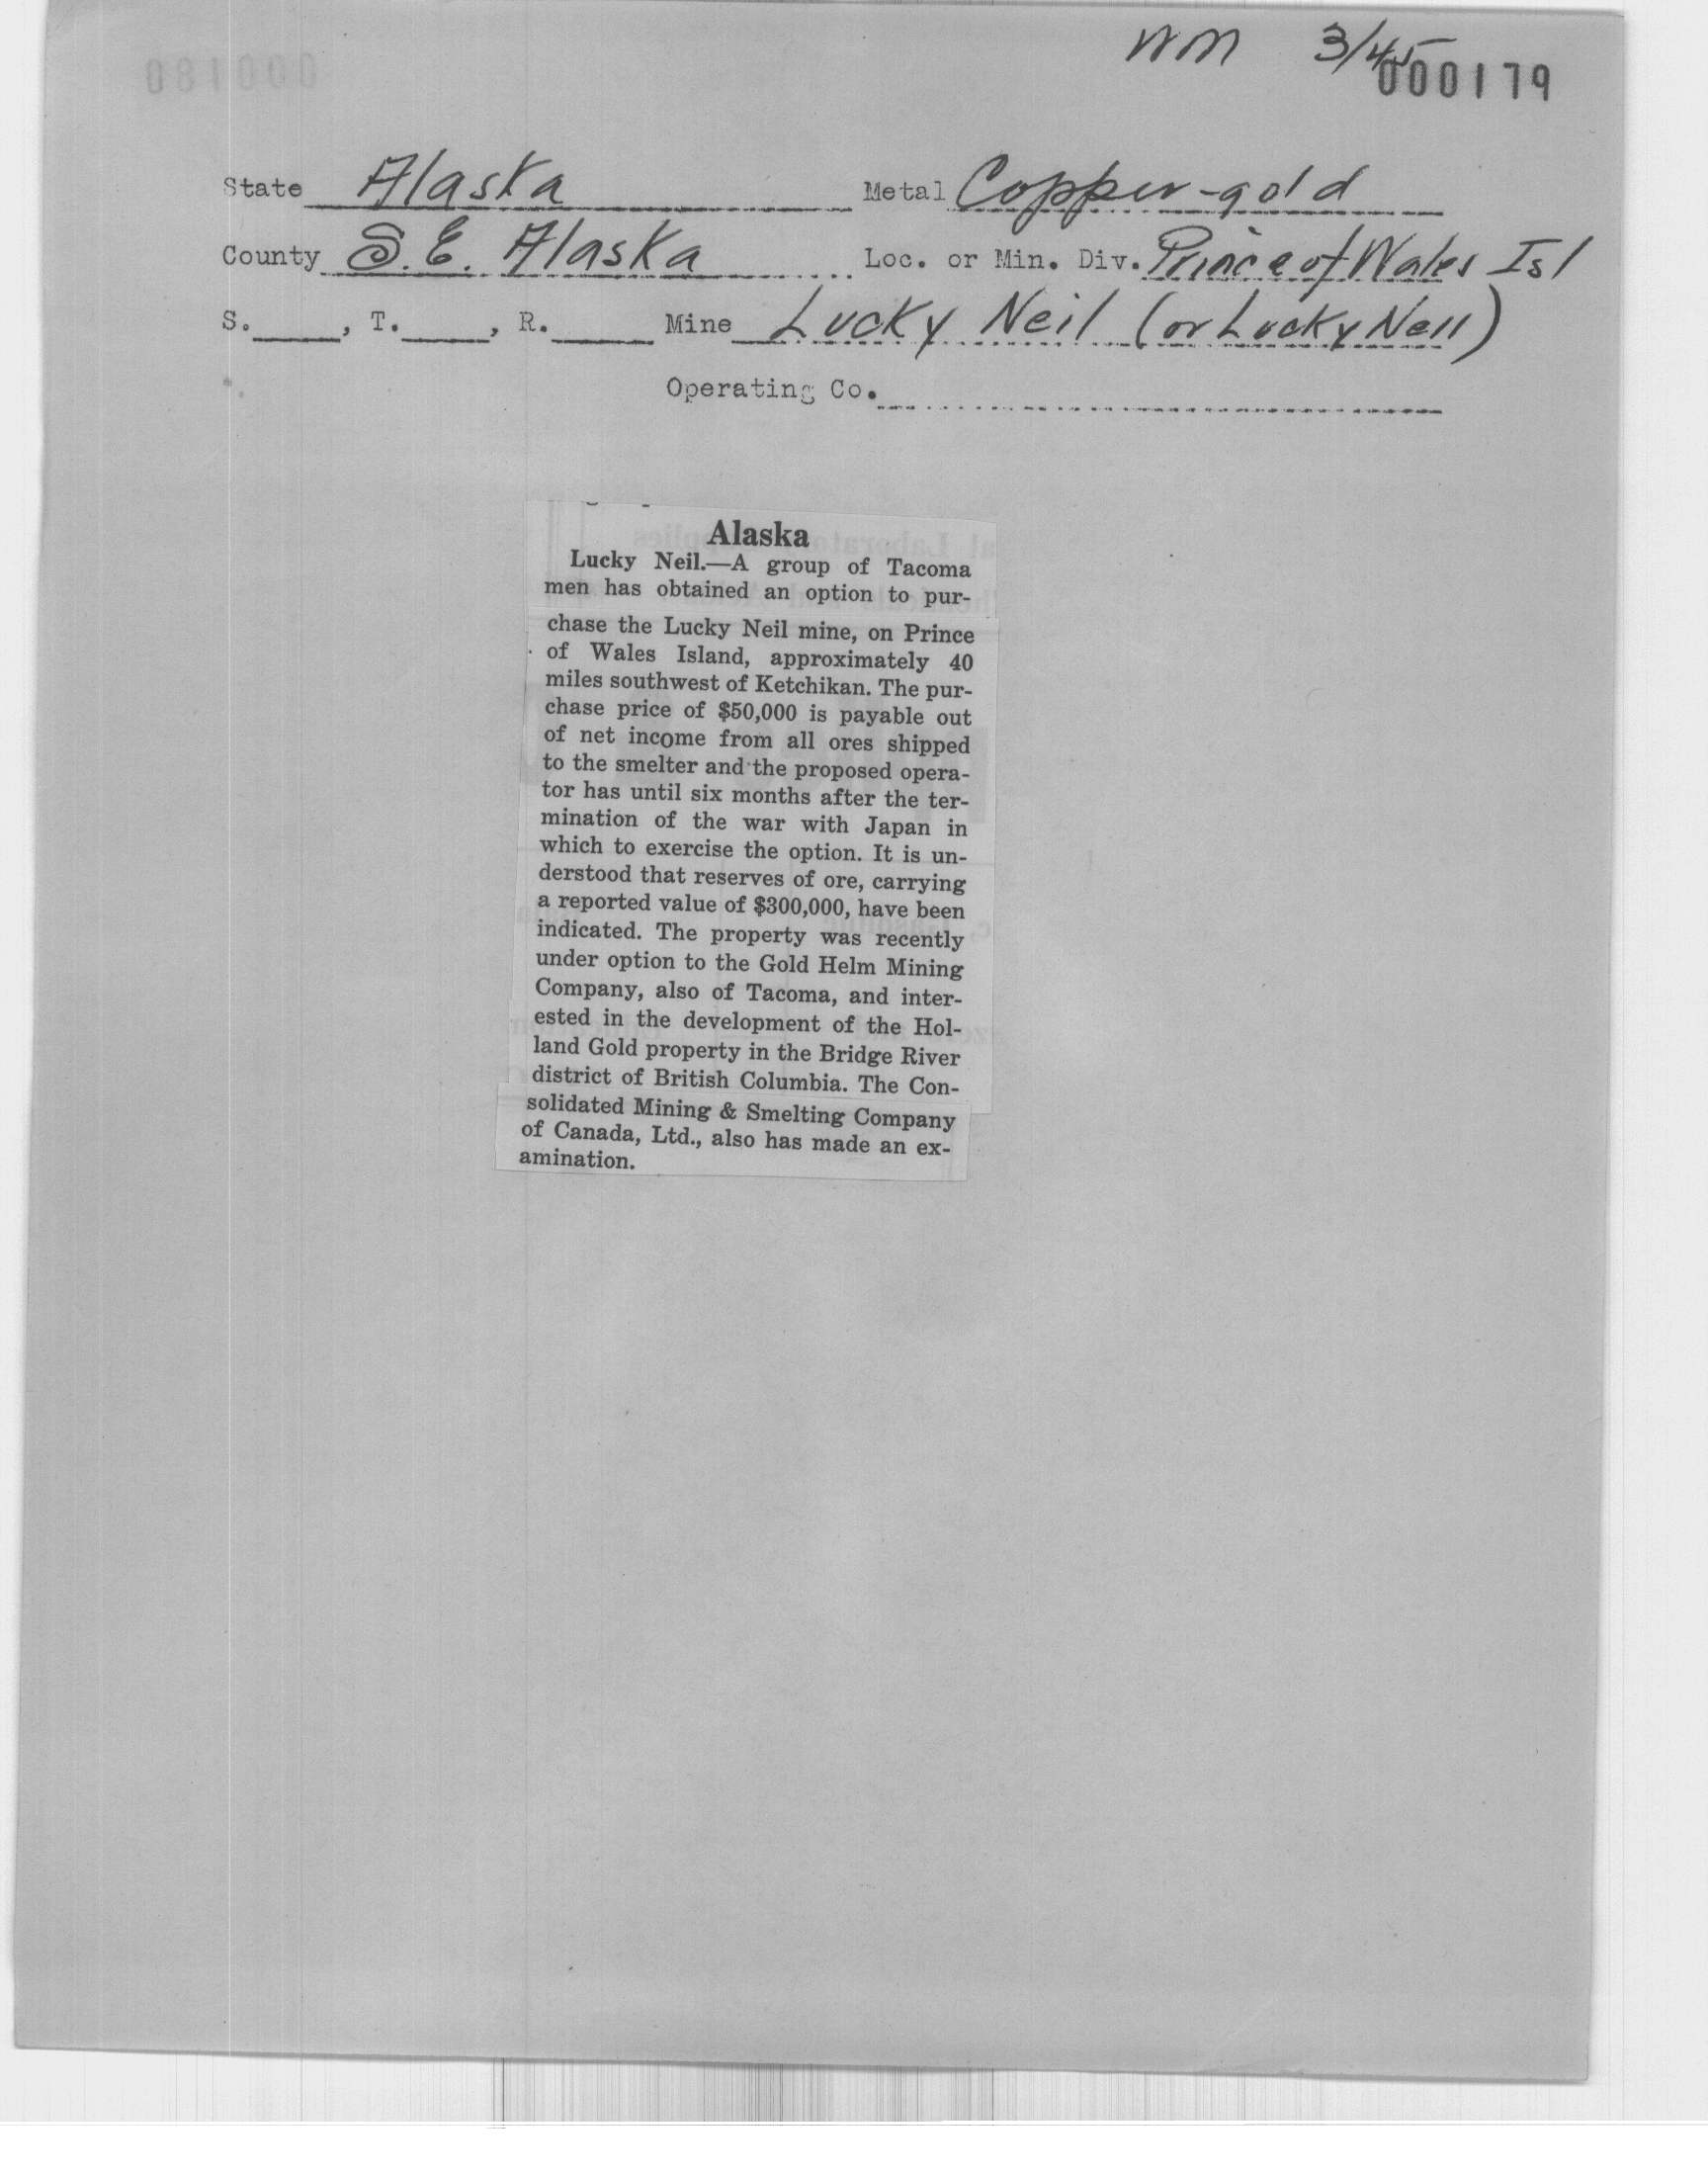 WM 3/45
000179
081000
State Alaska Metal Copper-gold
County S.E. Alaska Loc. or Min. Div. Prince of Wales Isl
S.____, T.____, R.____ Mine Lucky Neil (or Lucky Nell)
Operating Co.
Alaska
Lucky Neil.—A group of Tacoma
men has obtained an option to pur-
chase the Lucky Neil mine, on Prince
of Wales Island, approximately 40
miles southwest of Ketchikan. The pur-
chase price of $50,000 is payable out
of net income from all ores shipped
to the smelter and the proposed opera-
tor has until six months after the ter-
mination of the war with Japan in
which to exercise the option. It is un-
derstood that reserves of ore, carrying
a reported value of $300,000, have been
indicated. The property was recently
under option to the Gold Helm Mining
Company, also of Tacoma, and inter-
ested in the development of the Hol-
land Gold property in the Bridge River
district of British Columbia. The Con-
solidated Mining & Smelting Company
of Canada, Ltd., also has made an ex-
amination.